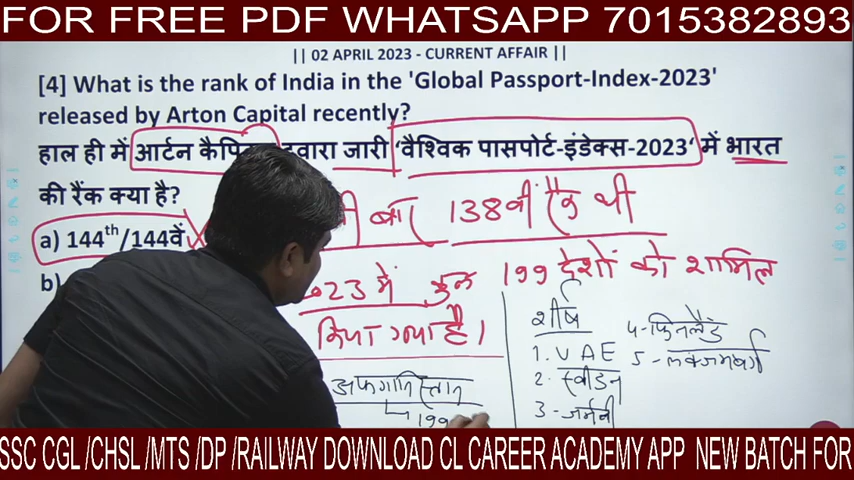 FOR FREE PDF WHATSAPP 7015382893
|| 02 APRIL 2023 - CURRENT AFFAIR ||
[4] What is the rank of India in the 'Global Passport-Index-2023'
released by Arton Capital recently?
हाल ही में आर्टन द्वारा जारी 'वैश्विक पासपोर्ट-इंडेक्स-2023' में भारत
की रैंक क्या है?
बार 138वीं रैंक थी
a) 144th/144वें
b)
में कुल 199 देशों को शामिल
किया गया है।
शीर्ष
1. UAE
2. स्वीडन
3- जर्मनी
4- फिनलैंड
5- लक्जमबर्ग
अफगानिस्तान
199
SSC CGL /CHSL /MTS /DP /RAILWAY DOWNLOAD CL CAREER ACADEMY APP NEW BATCH FOR